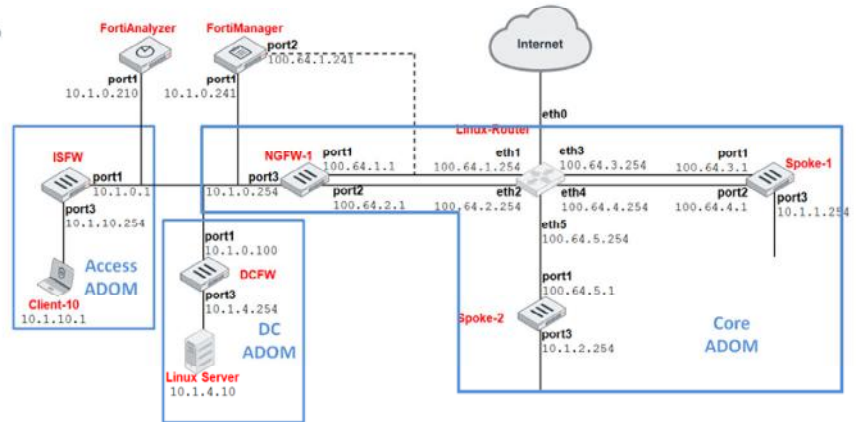 FortiAnalyzer
FortiManager
port2
100.64.1.241
Internet
port1
10.1.0.210
port1
10.1.0.241
eth0
Linux-Router
ISFW
port1
10.1.0.1
NGFW-1
port3
10.1.0.254
port1
100.64.1.1
eth1
100.64.1.254
eth3
100.64.3.254
port1
100.64.3.1
Spoke-1
port2
100.64.2.1
eth2
100.64.2.254
eth4
100.64.4.254
port2
100.64.4.1
port3
10.1.1.254
port3
10.1.10.254
eth5
100.64.5.254
port1
10.1.0.100
Access
ADOM
DCFW
port1
100.64.5.1
Client-10
10.1.10.1
port3
10.1.4.254
DC
ADOM
Spoke-2
port3
10.1.2.254
Core
ADOM
Linux Server
10.1.4.10